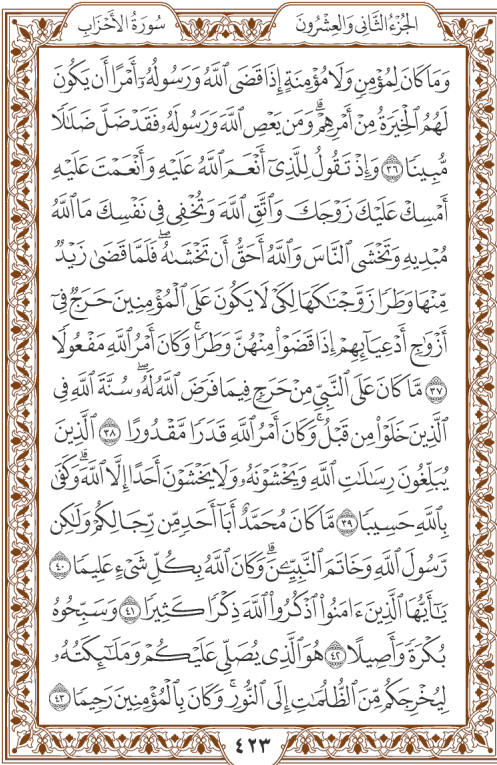 الجُزْءُ الثَّانِي وَالعِشْرُونَ سُورَةُ الأَحْزَابِ
وَمَا كَانَ لِمُؤْمِنٍ وَلَا مُؤْمِنَةٍ إِذَا قَضَى ٱللَّهُ وَرَسُولُهُۥٓ أَمْرًا أَن يَكُونَ
لَهُمُ ٱلْخِيَرَةُ مِنْ أَمْرِهِمْۗ وَمَن يَعْصِ ٱللَّهَ وَرَسُولَهُۥ فَقَدْ ضَلَّ ضَلَٰلًا
مُّبِينًا ٣٦ وَإِذْ تَقُولُ لِلَّذِىٓ أَنْعَمَ ٱللَّهُ عَلَيْهِ وَأَنْعَمْتَ عَلَيْهِ
أَمْسِكْ عَلَيْكَ زَوْجَكَ وَٱتَّقِ ٱللَّهَ وَتُخْفِى فِى نَفْسِكَ مَا ٱللَّهُ
مُبْدِيهِ وَتَخْشَى ٱلنَّاسَ وَٱللَّهُ أَحَقُّ أَن تَخْشَىٰهُۖ فَلَمَّا قَضَىٰ زَيْدٌ
مِّنْهَا وَطَرًا زَوَّجْنَٰكَهَا لِكَىْ لَا يَكُونَ عَلَى ٱلْمُؤْمِنِينَ حَرَجٌ فِىٓ
أَزْوَٰجِ أَدْعِيَآئِهِمْ إِذَا قَضَوْا۟ مِنْهُنَّ وَطَرًاۚ وَكَانَ أَمْرُ ٱللَّهِ مَفْعُولًا
٣٧ مَّا كَانَ عَلَى ٱلنَّبِىِّ مِنْ حَرَجٍ فِيمَا فَرَضَ ٱللَّهُ لَهُۥۖ سُنَّةَ ٱللَّهِ فِى
ٱلَّذِينَ خَلَوْا۟ مِن قَبْلُۚ وَكَانَ أَمْرُ ٱللَّهِ قَدَرًا مَّقْدُورًا ٣٨ ٱلَّذِينَ
يُبَلِّغُونَ رِسَٰلَٰتِ ٱللَّهِ وَيَخْشَوْنَهُۥ وَلَا يَخْشَوْنَ أَحَدًا إِلَّا ٱللَّهَۗ وَكَفَىٰ
بِٱللَّهِ حَسِيبًا ٣٩ مَّا كَانَ مُحَمَّدٌ أَبَآ أَحَدٍ مِّن رِّجَالِكُمْ وَلَٰكِن
رَّسُولَ ٱللَّهِ وَخَاتَمَ ٱلنَّبِيِّـۧنَۗ وَكَانَ ٱللَّهُ بِكُلِّ شَىْءٍ عَلِيمًا ٤٠
يَٰٓأَيُّهَا ٱلَّذِينَ ءَامَنُوا۟ ٱذْكُرُوا۟ ٱللَّهَ ذِكْرًا كَثِيرًا ٤١ وَسَبِّحُوهُ
بُكْرَةً وَأَصِيلًا ٤٢ هُوَ ٱلَّذِى يُصَلِّى عَلَيْكُمْ وَمَلَٰٓئِكَتُهُۥ
لِيُخْرِجَكُم مِّنَ ٱلظُّلُمَٰتِ إِلَى ٱلنُّورِۚ وَكَانَ بِٱلْمُؤْمِنِينَ رَحِيمًا ٤٣
٤٢٣